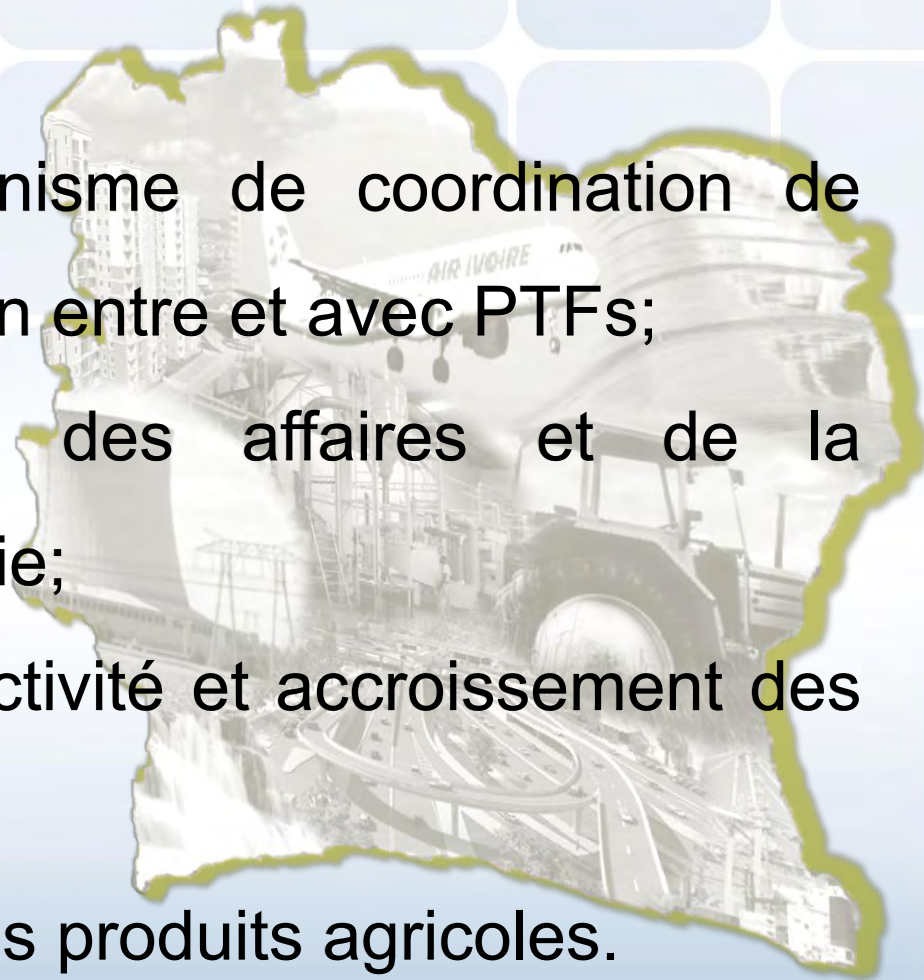 nisme de coordination de
n entre et avec PTFs;
AIR IVOIRE
des affaires et de la
ie;
ctivité et accroissement des
s produits agricoles.